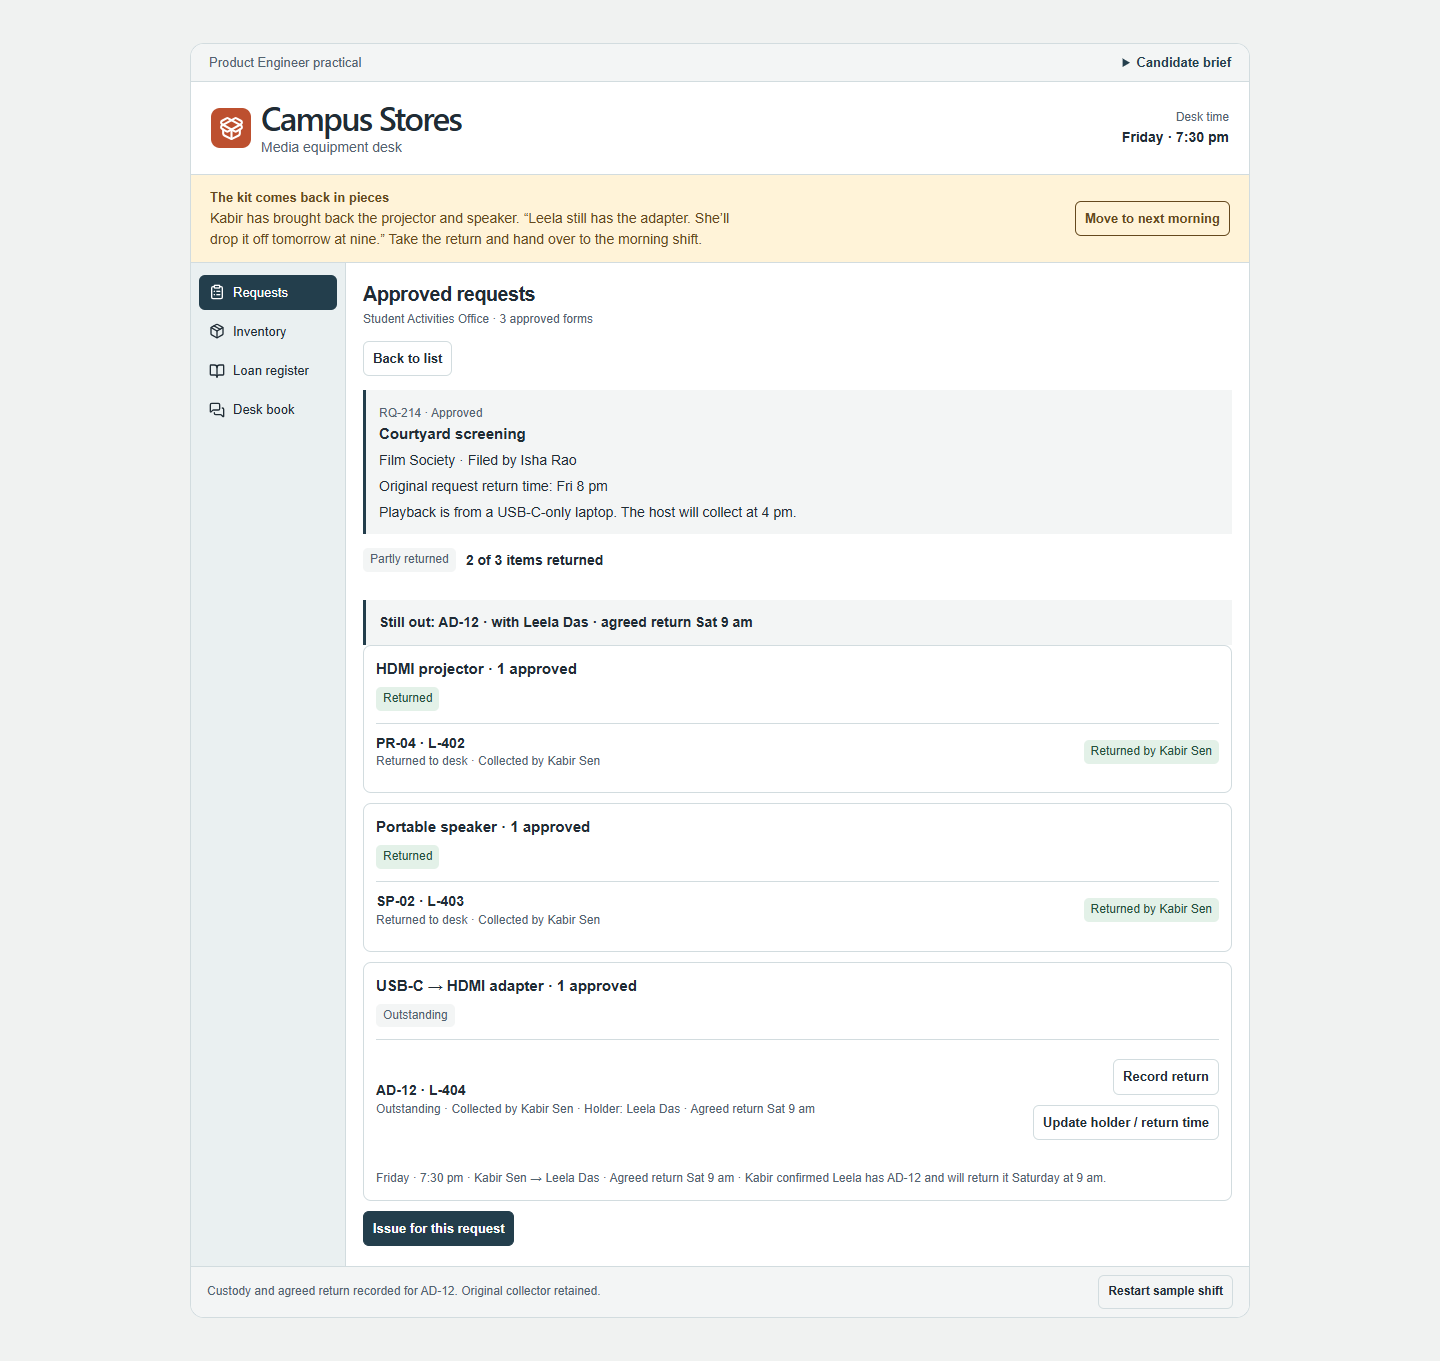 Product Engineer practical
▶ Candidate brief
Campus Stores
Media equipment desk
Desk time
Friday · 7:30 pm
The kit comes back in pieces
Kabir has brought back the projector and speaker. “Leela still has the adapter. She’ll
drop it off tomorrow at nine.” Take the return and hand over to the morning shift.
Move to next morning
Requests
Inventory
Loan register
Desk book
Approved requests
Student Activities Office · 3 approved forms
Back to list
RQ-214 · Approved
Courtyard screening
Film Society · Filed by Isha Rao
Original request return time: Fri 8 pm
Playback is from a USB-C-only laptop. The host will collect at 4 pm.
Partly returned
2 of 3 items returned
Still out: AD-12 · with Leela Das · agreed return Sat 9 am
HDMI projector · 1 approved
Returned
PR-04 · L-402
Returned to desk · Collected by Kabir Sen
Returned by Kabir Sen
Portable speaker · 1 approved
Returned
SP-02 · L-403
Returned to desk · Collected by Kabir Sen
Returned by Kabir Sen
USB-C → HDMI adapter · 1 approved
Outstanding
AD-12 · L-404
Outstanding · Collected by Kabir Sen · Holder: Leela Das · Agreed return Sat 9 am
Record return
Update holder / return time
Friday · 7:30 pm · Kabir Sen → Leela Das · Agreed return Sat 9 am · Kabir confirmed Leela has AD-12 and will return it Saturday at 9 am.
Issue for this request
Custody and agreed return recorded for AD-12. Original collector retained.
Restart sample shift